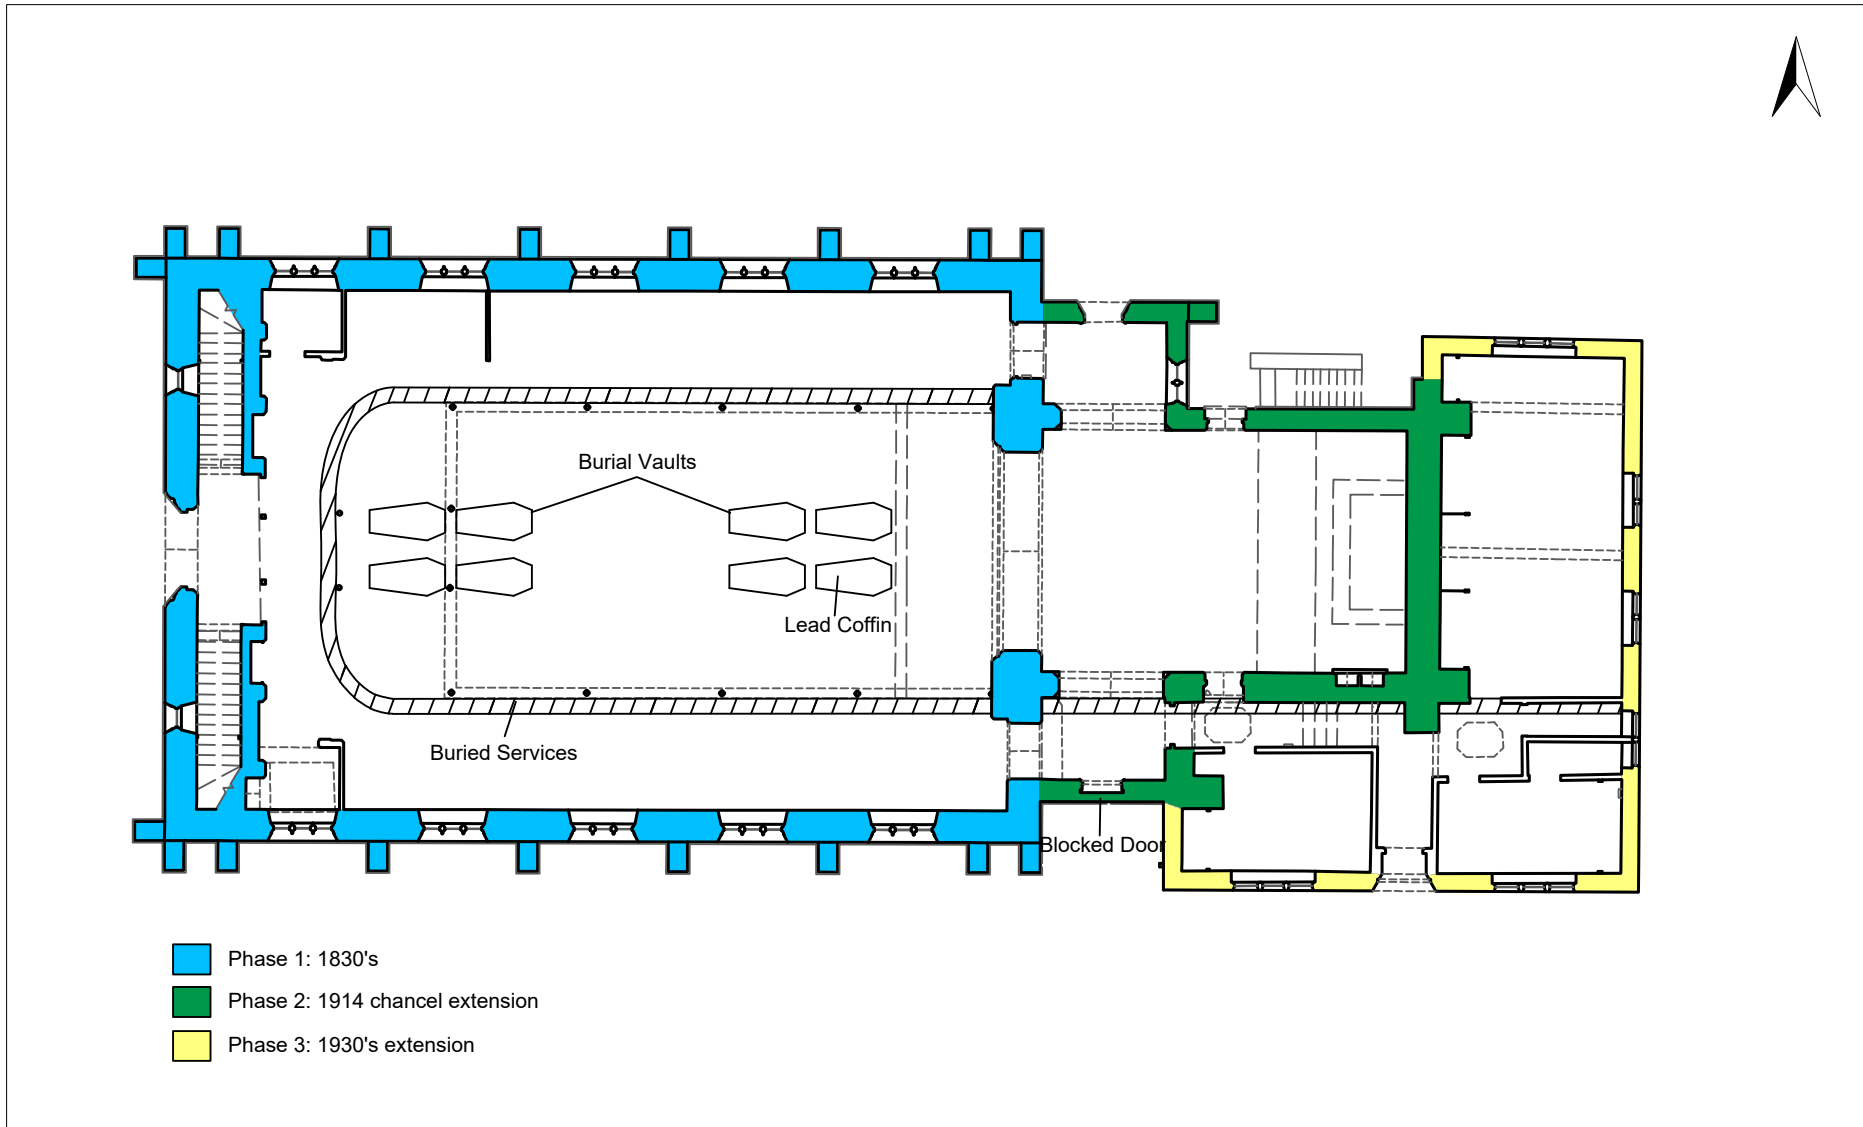 Burial Vaults
Lead Coffin
Buried Services
Blocked Door
Phase 1: 1830's
Phase 2: 1914 chancel extension
Phase 3: 1930's extension